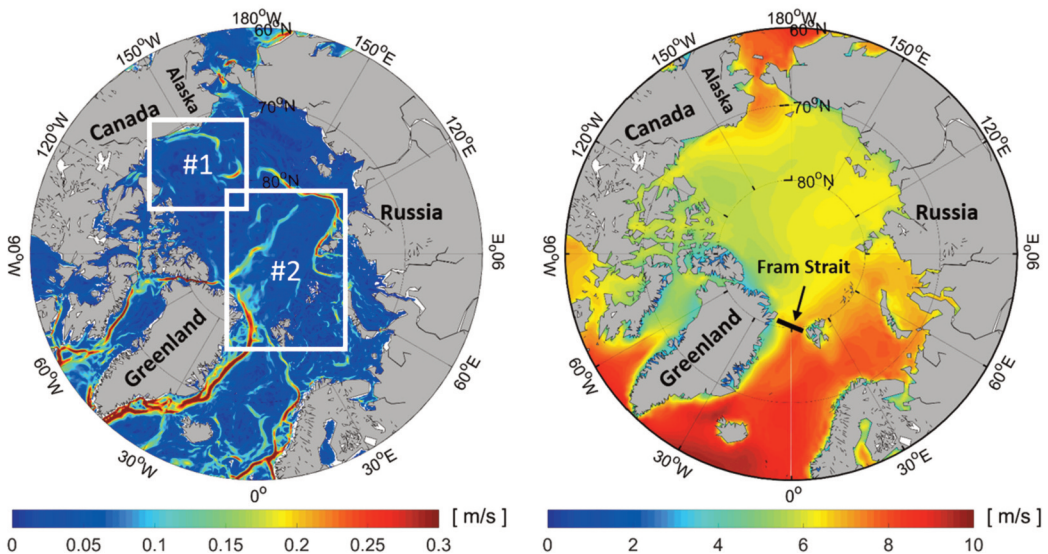 180°W
60°N
150°W
150°E
Alaska
Canada
70°N
120°W
120°E
#1
80°N
Russia
90°W
90°E
#2
Greenland
60°W
60°E
30°W
30°E
0°
[ m/s ]
0 0.05 0.1 0.15 0.2 0.25 0.3
180°W
60°N
150°W
150°E
Alaska
Canada
70°N
120°W
120°E
80°N
Russia
90°W
90°E
Fram Strait
Greenland
60°W
60°E
30°W
30°E
0°
[ m/s ]
0 2 4 6 8 10